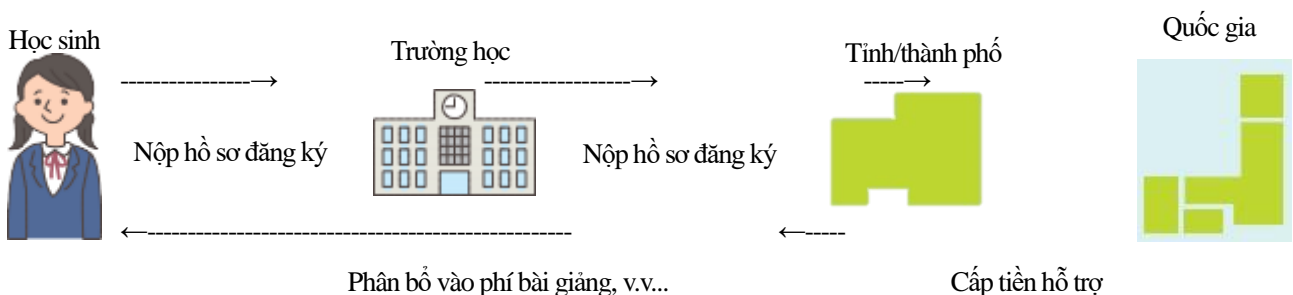 Học sinh
Trường học
Tỉnh/thành phố
Quốc gia
----------------→
------------------→
-----→
Nộp hồ sơ đăng ký
Nộp hồ sơ đăng ký
←----------------------------------------------------
←-----
Phân bổ vào phí bài giảng, v.v...
Cấp tiền hỗ trợ